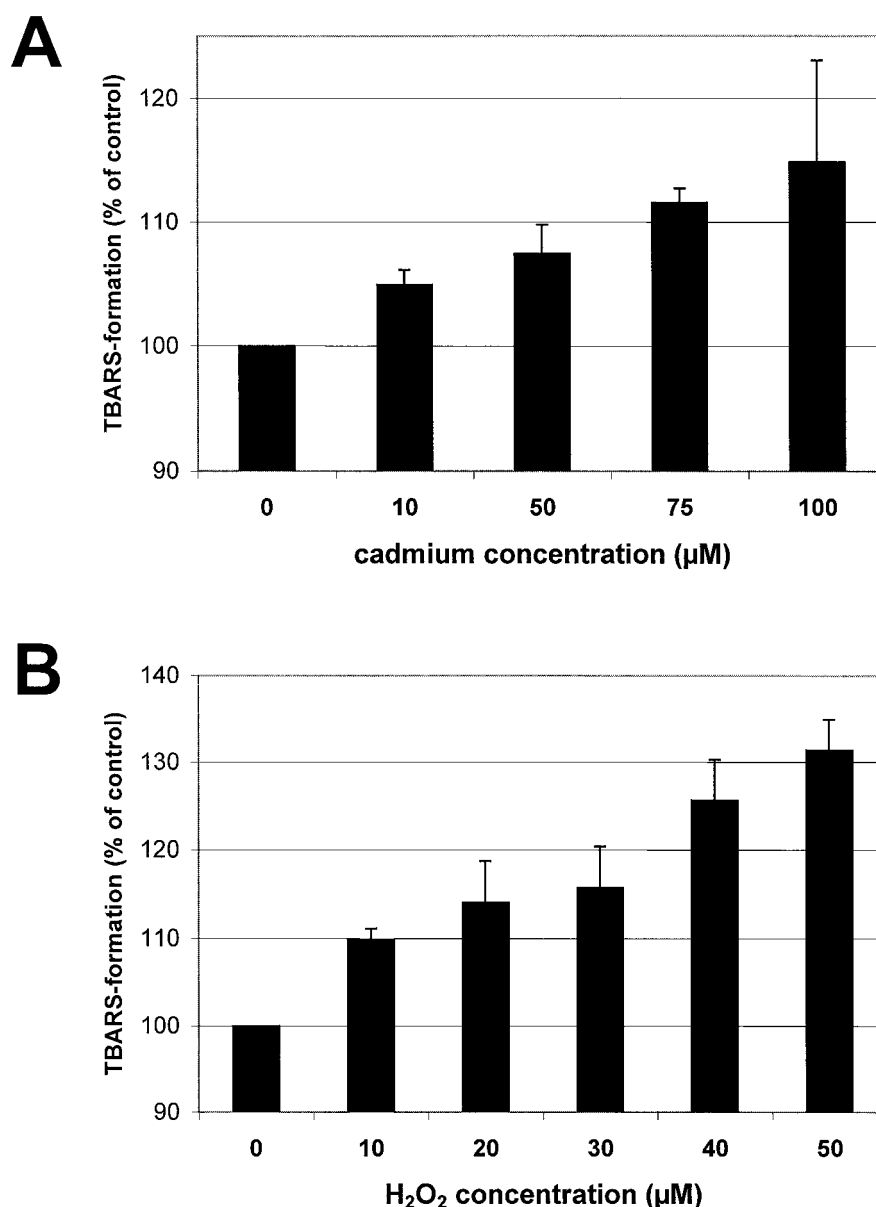 A
TBARS-formation (% of control)
120
110
100
90
0 10 50 75 100
cadmium concentration (µM)
B
TBARS-formation (% of control)
140
130
120
110
100
90
0 10 20 30 40 50
H₂O₂ concentration (µM)